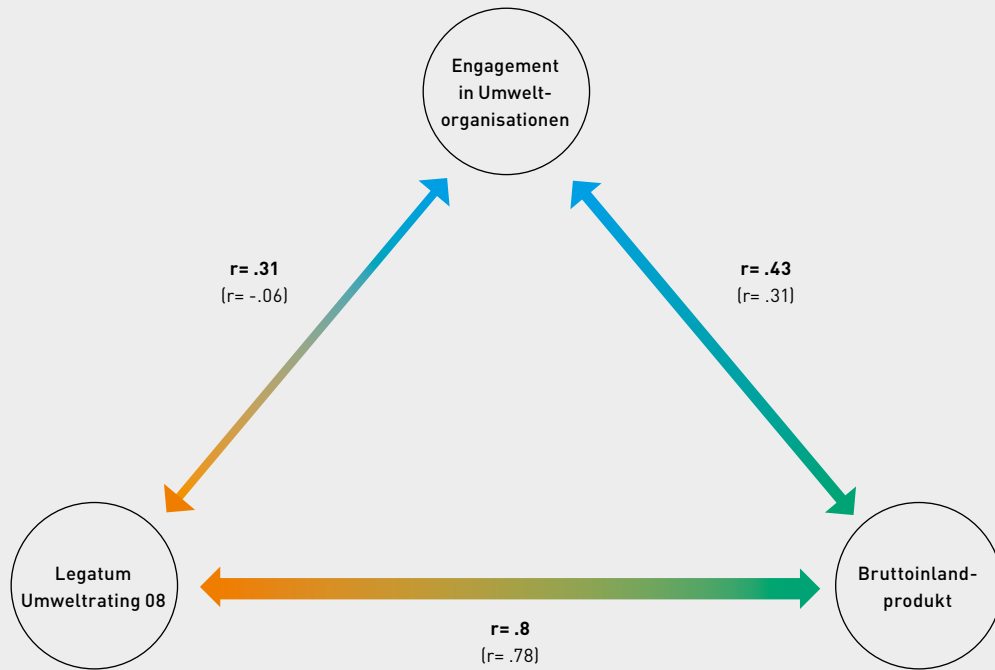 Engagement
in Umwelt-
organisationen
r= .31
(r= -.06)
r= .43
(r= .31)
Legatum
Umweltrating 08
Bruttoinland-
produkt
r= .8
(r= .78)